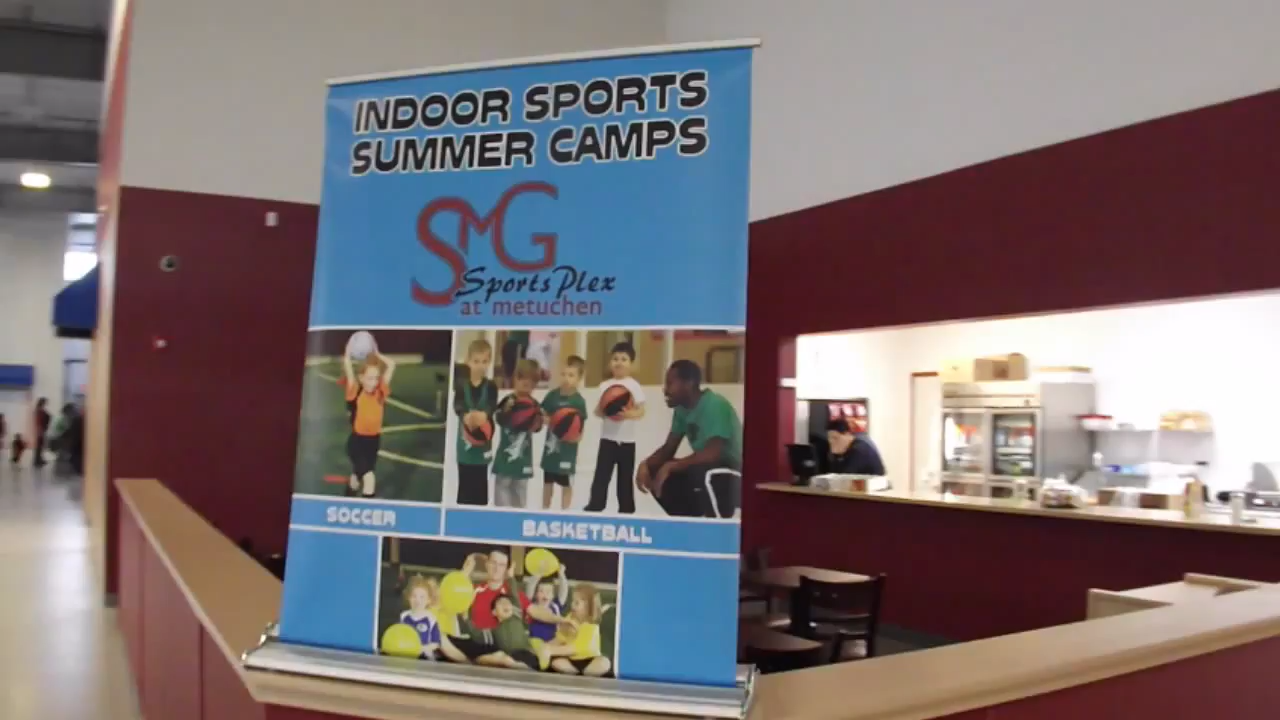 INDOOR SPORTS
SUMMER CAMPS
SMG
SportsPlex
at metuchen
SOCCER
BASKETBALL